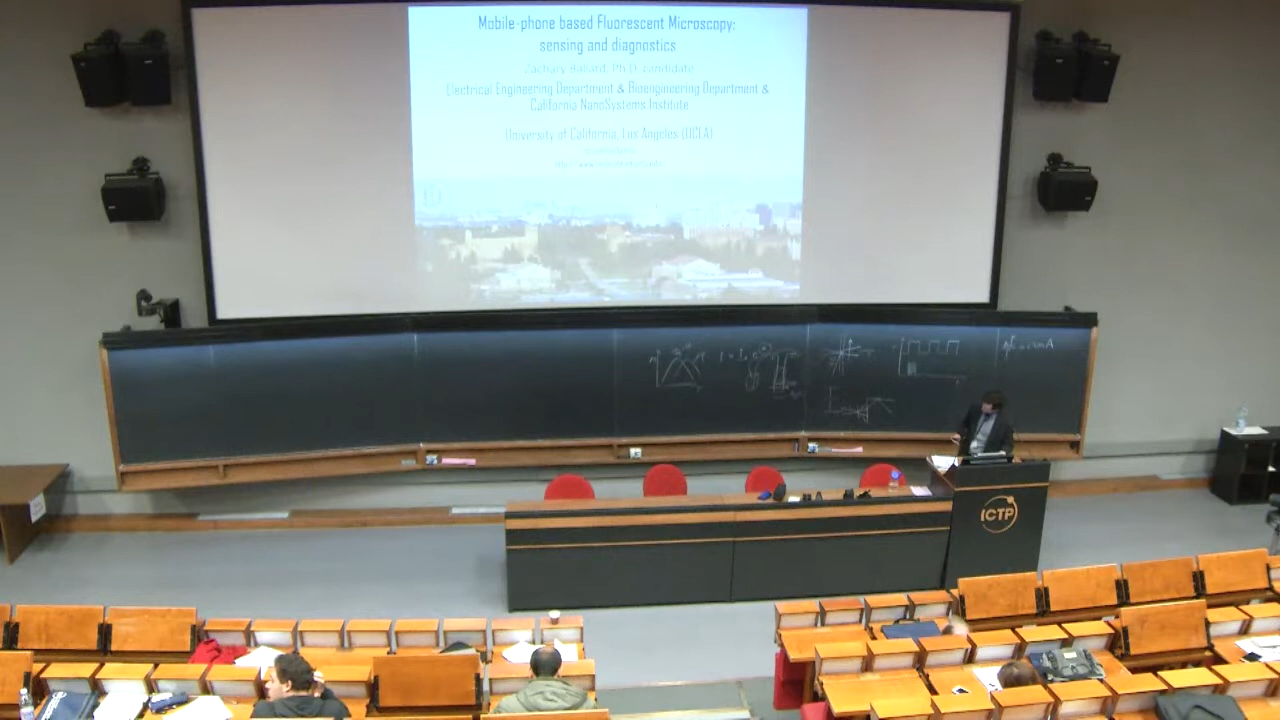 Mobile-phone based Fluorescent Microscopy:
sensing and diagnostics
Zachary Ballard, Ph.D. candidate
Electrical Engineering Department & Bioengineering Department &
California NanoSystems Institute
University of California, Los Angeles (UCLA)
ICTP